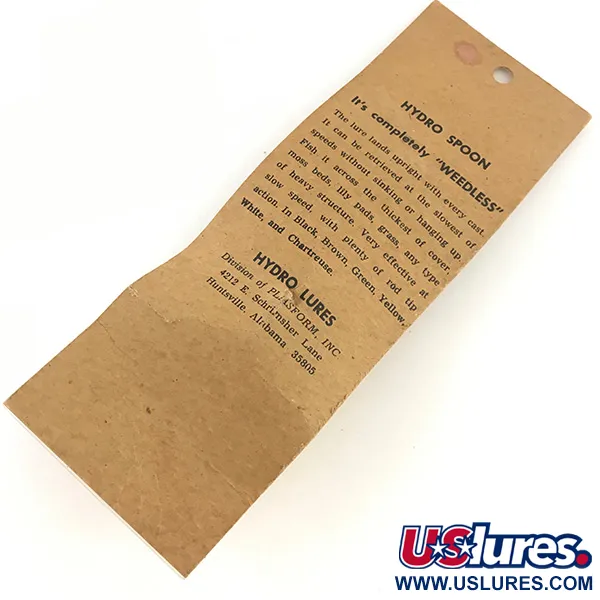 HYDRO SPOON
It's completely "WEEDLESS"
The lure lands upright with every cast.
It can be retrieved at the slowest of
speeds without sinking or hanging up.
Fish it across the thickest of cover,
moss beds, lily pads, grass, any type
of heavy structure. Very effective at
slow speed, with plenty of rod tip
action. In Black, Brown, Green, Yellow,
White, and Chartreuse.
HYDRO LURES
Division of PLASFORM, INC
4212 E. Schrimsher Lane
Huntsville, Alabama 35805
USlures.
WWW.USLURES.COM